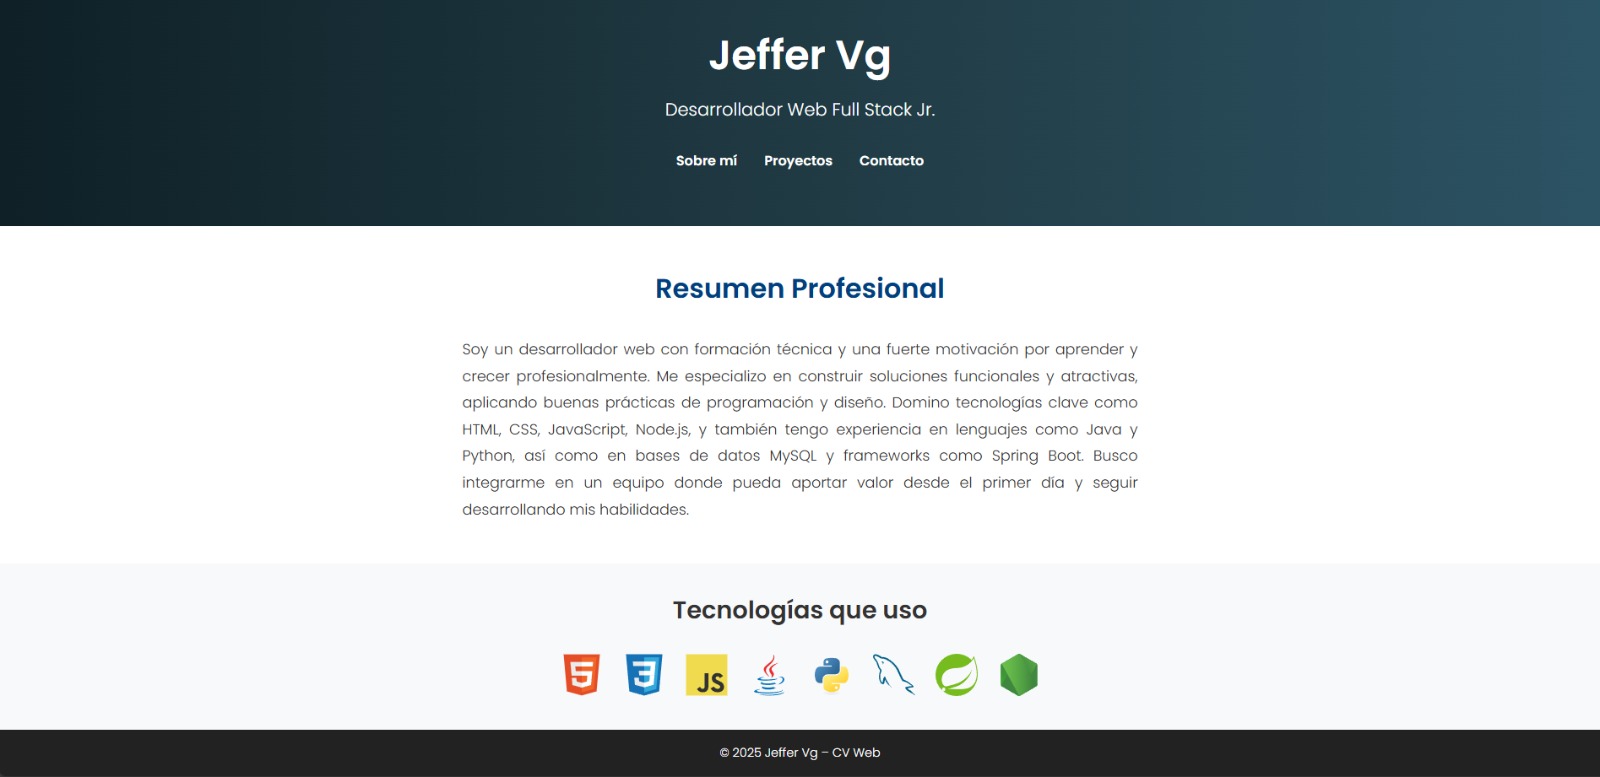 Jeffer Vg
Desarrollador Web Full Stack Jr.
Sobre mí Proyectos Contacto
Resumen Profesional
Soy un desarrollador web con formación técnica y una fuerte motivación por aprender y
crecer profesionalmente. Me especializo en construir soluciones funcionales y atractivas,
aplicando buenas prácticas de programación y diseño. Domino tecnologías clave como
HTML, CSS, JavaScript, Node.js, y también tengo experiencia en lenguajes como Java y
Python, así como en bases de datos MySQL y frameworks como Spring Boot. Busco
integrarme en un equipo donde pueda aportar valor desde el primer día y seguir
desarrollando mis habilidades.
Tecnologías que uso
5 3 JS
© 2025 Jeffer Vg – CV Web